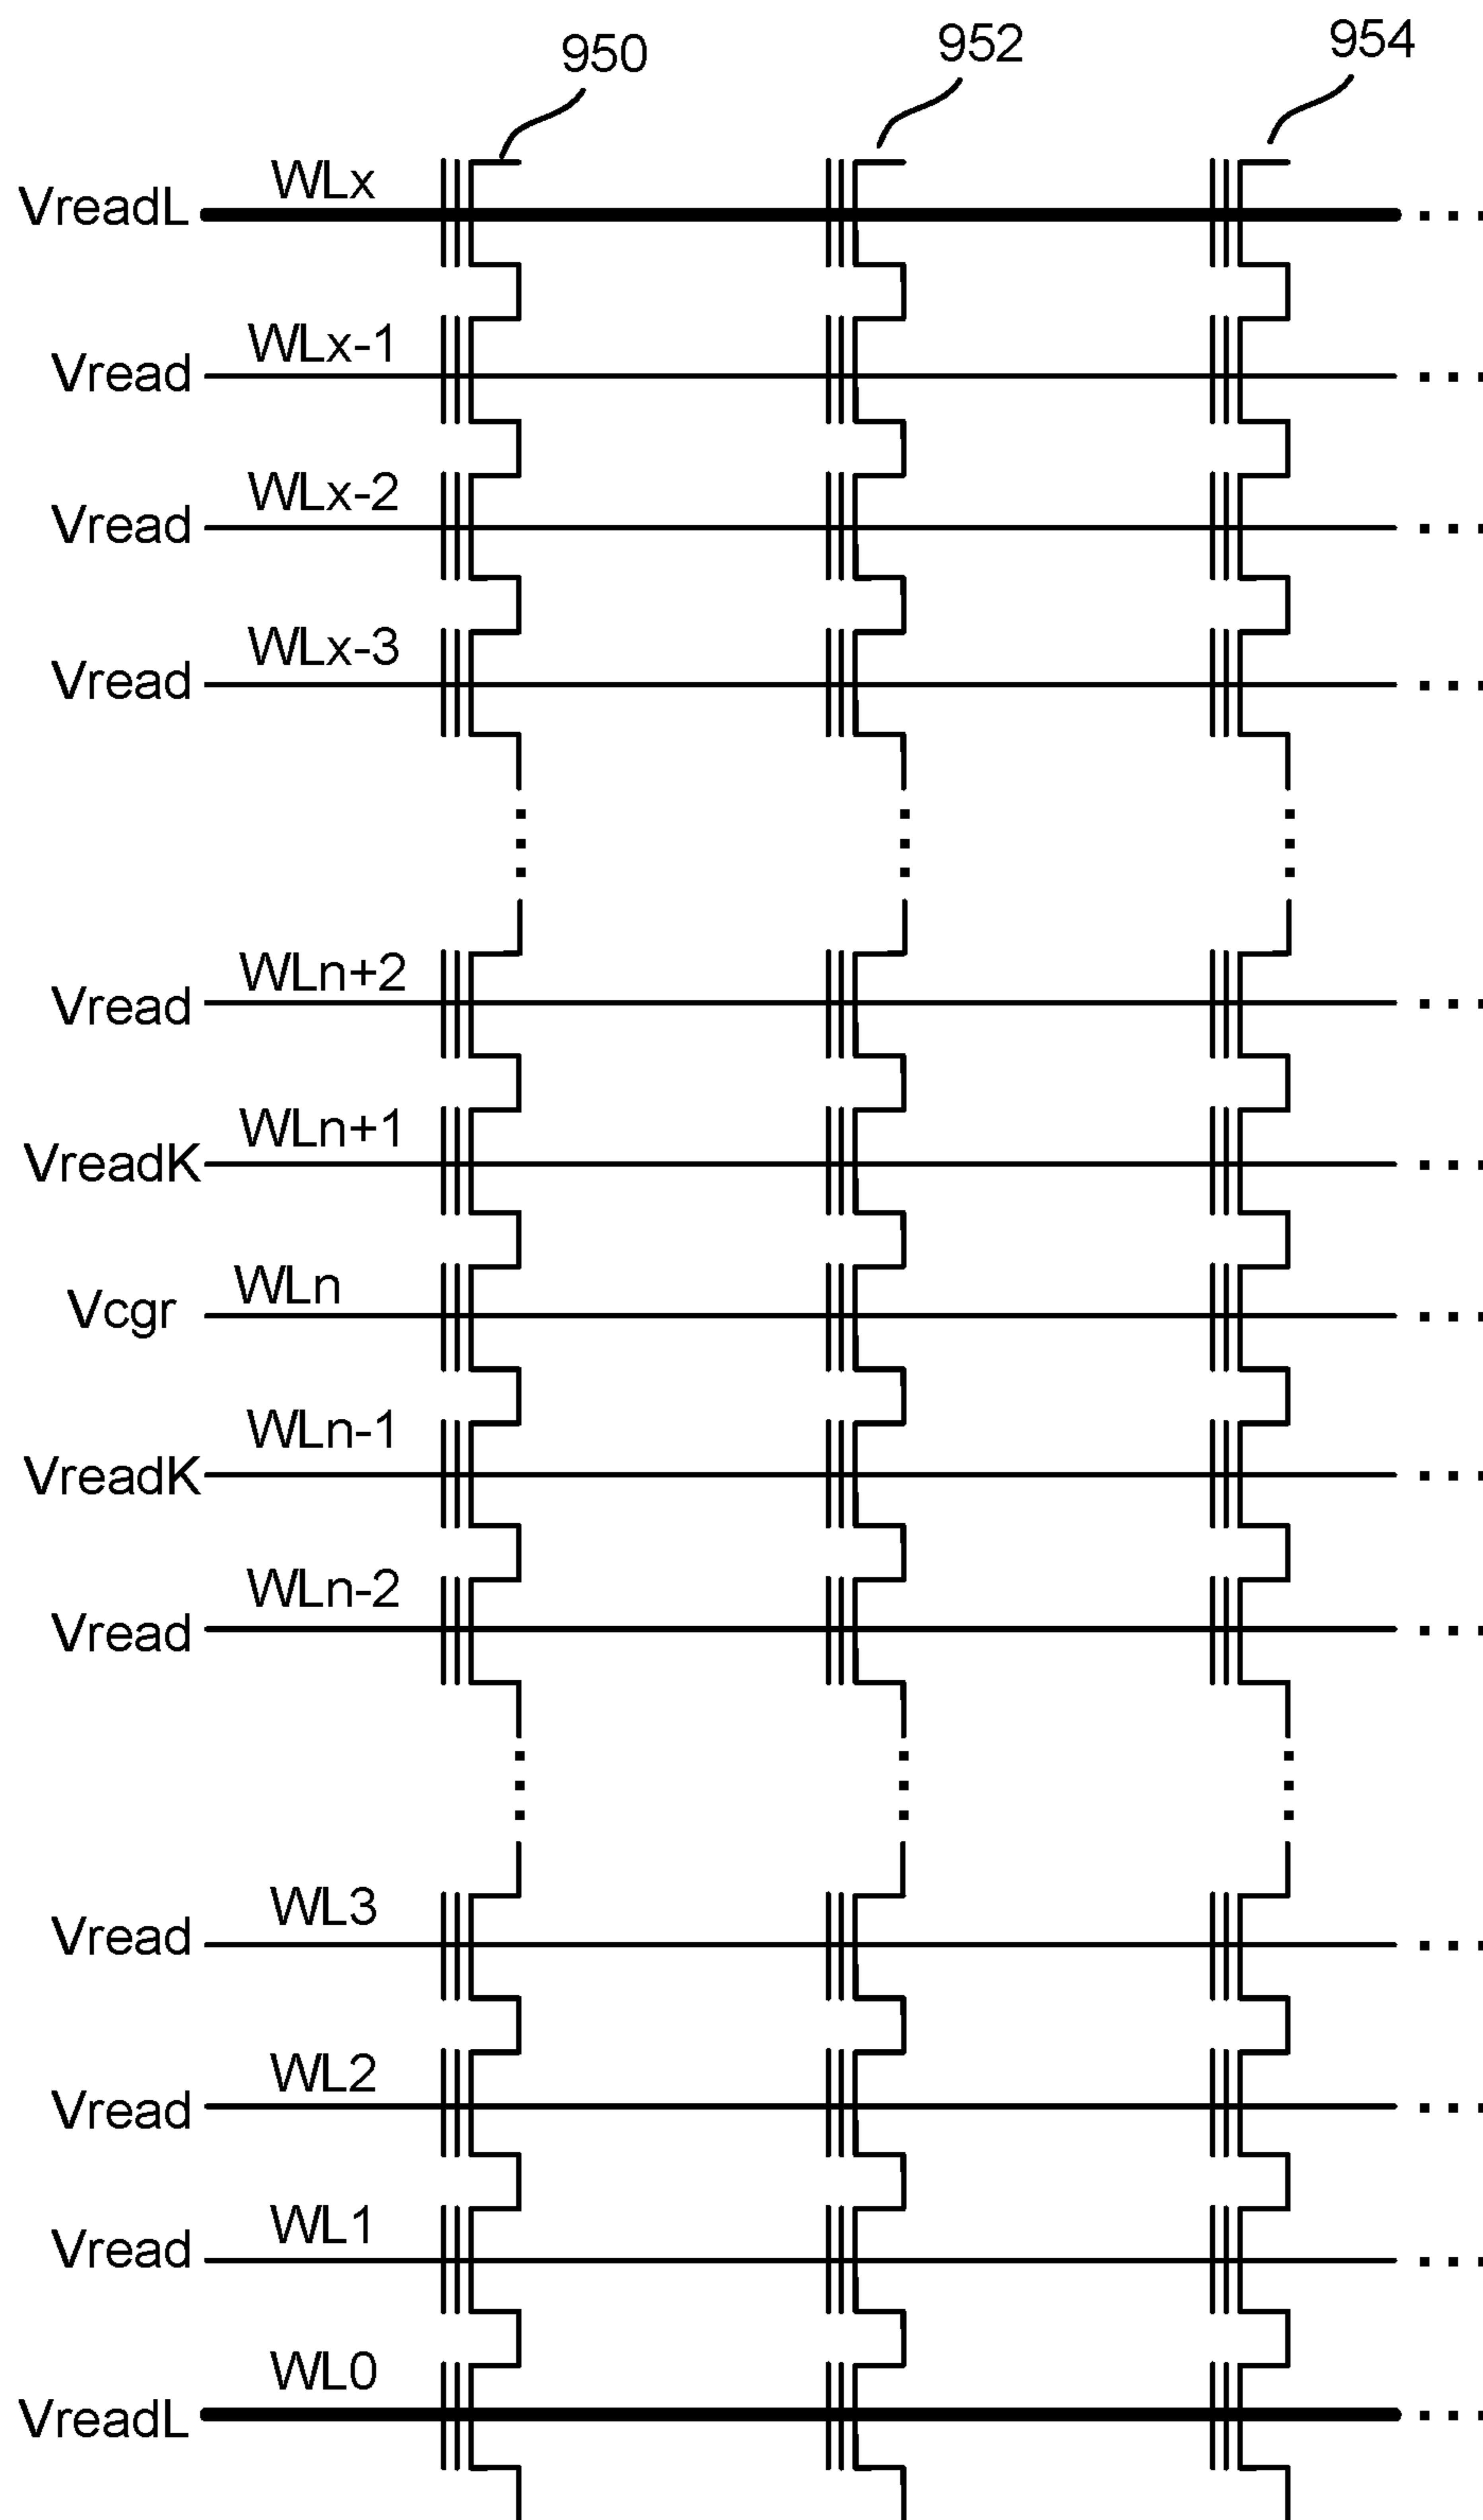 950 952 954
VreadL WLx
Vread WLx-1
Vread WLx-2
Vread WLx-3
Vread WLn+2
VreadK WLn+1
Vcgr WLn
VreadK WLn-1
Vread WLn-2
Vread WL3
Vread WL2
Vread WL1
VreadL WL0